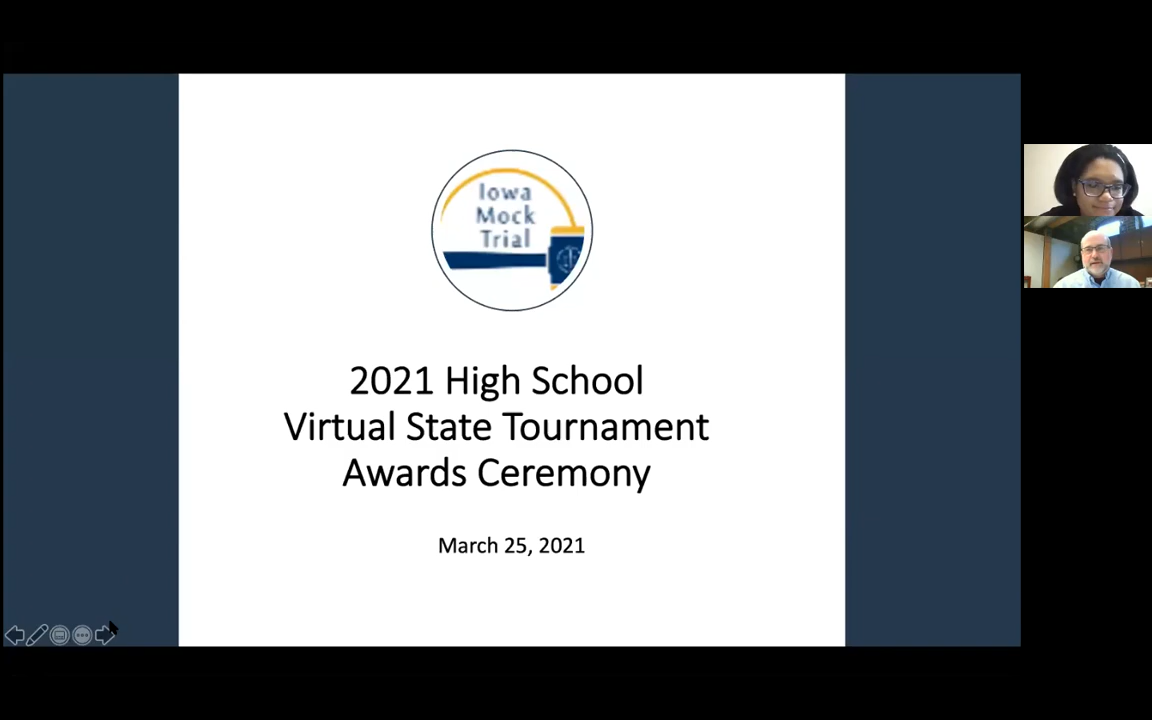 Iowa
Mock
Trial
2021 High School
Virtual State Tournament
Awards Ceremony
March 25, 2021